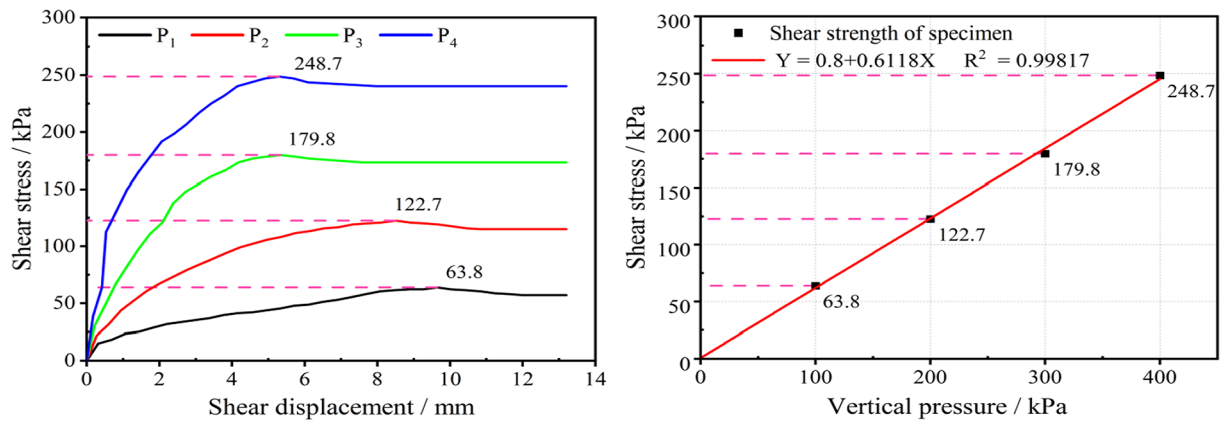 P₁ P₂ P₃ P₄
300
250
200
150
100
50
0
248.7
179.8
122.7
63.8
0 2 4 6 8 10 12 14
Shear displacement / mm
Shear stress / kPa
Shear strength of specimen
Y = 0.8+0.6118X R² = 0.99817
300
250
200
150
100
50
0
248.7
179.8
122.7
63.8
0 100 200 300 400
Vertical pressure / kPa
Shear stress / kPa